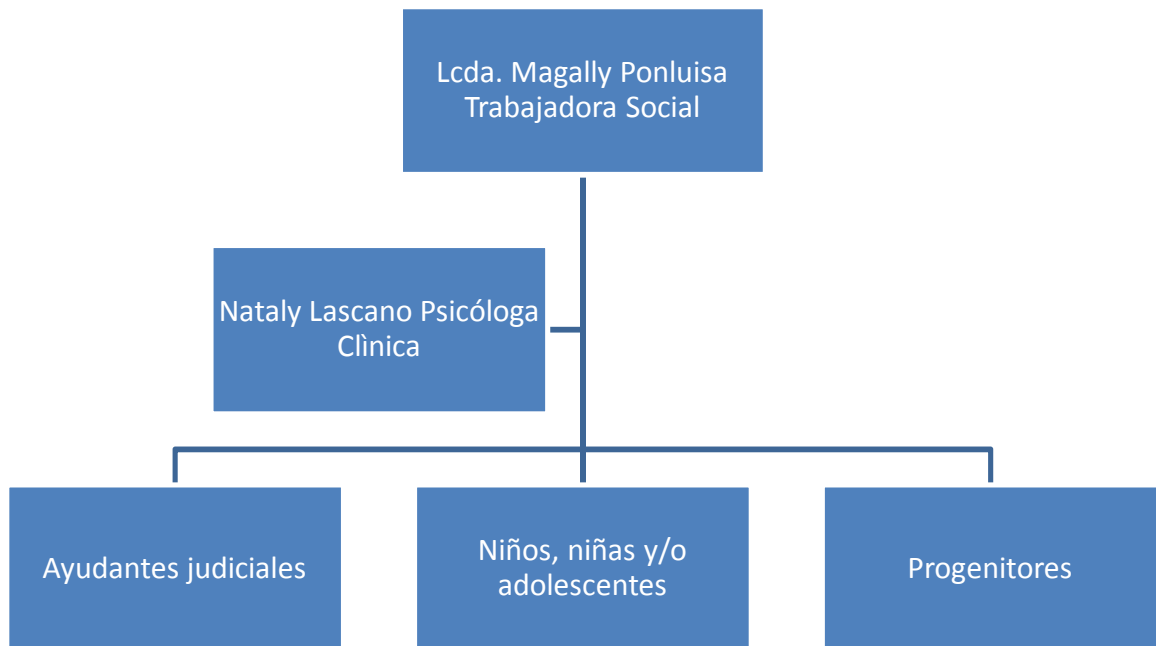 Lcda. Magally Ponluisa
Trabajadora Social
Nataly Lascano Psicóloga
Clìnica
Ayudantes judiciales
Niños, niñas y/o
adolescentes
Progenitores